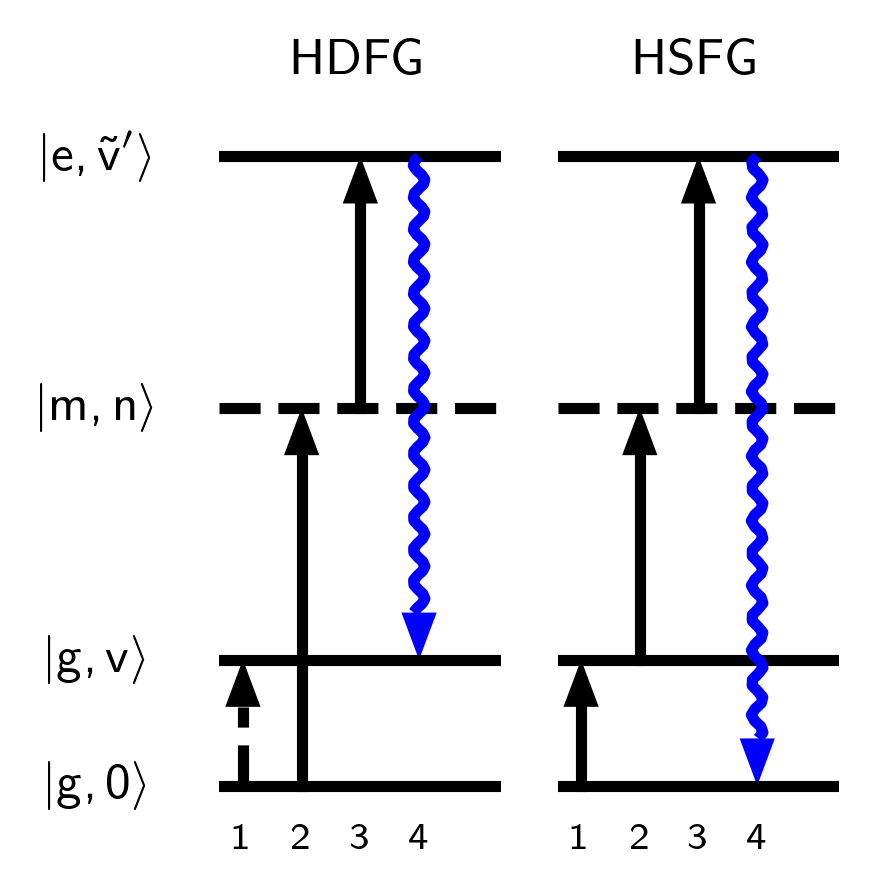 HDFG HSFG
|e, ṽ′⟩
|m, n⟩
|g, v⟩
|g, 0⟩
1 2 3 4 1 2 3 4